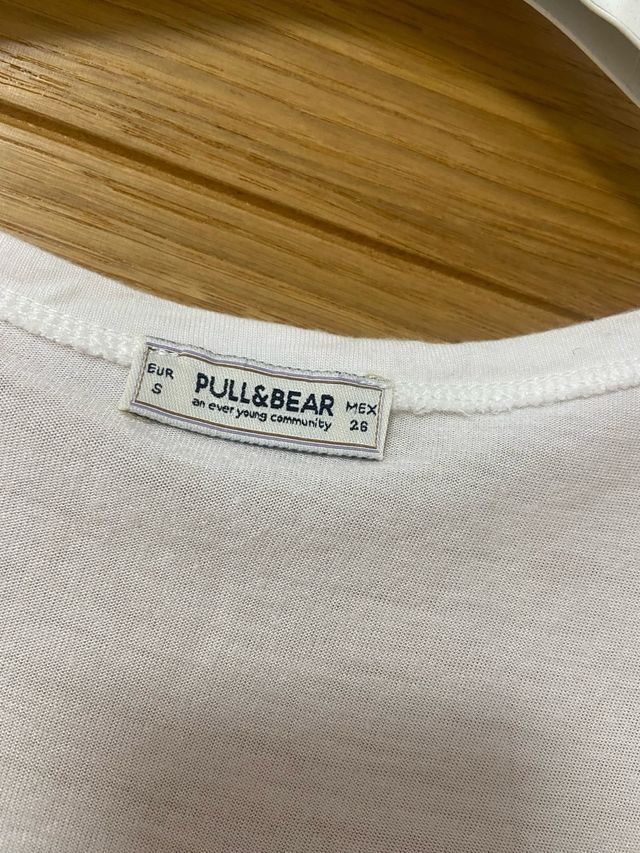 EUR
S
PULL&BEAR
an ever young community
MEX
26